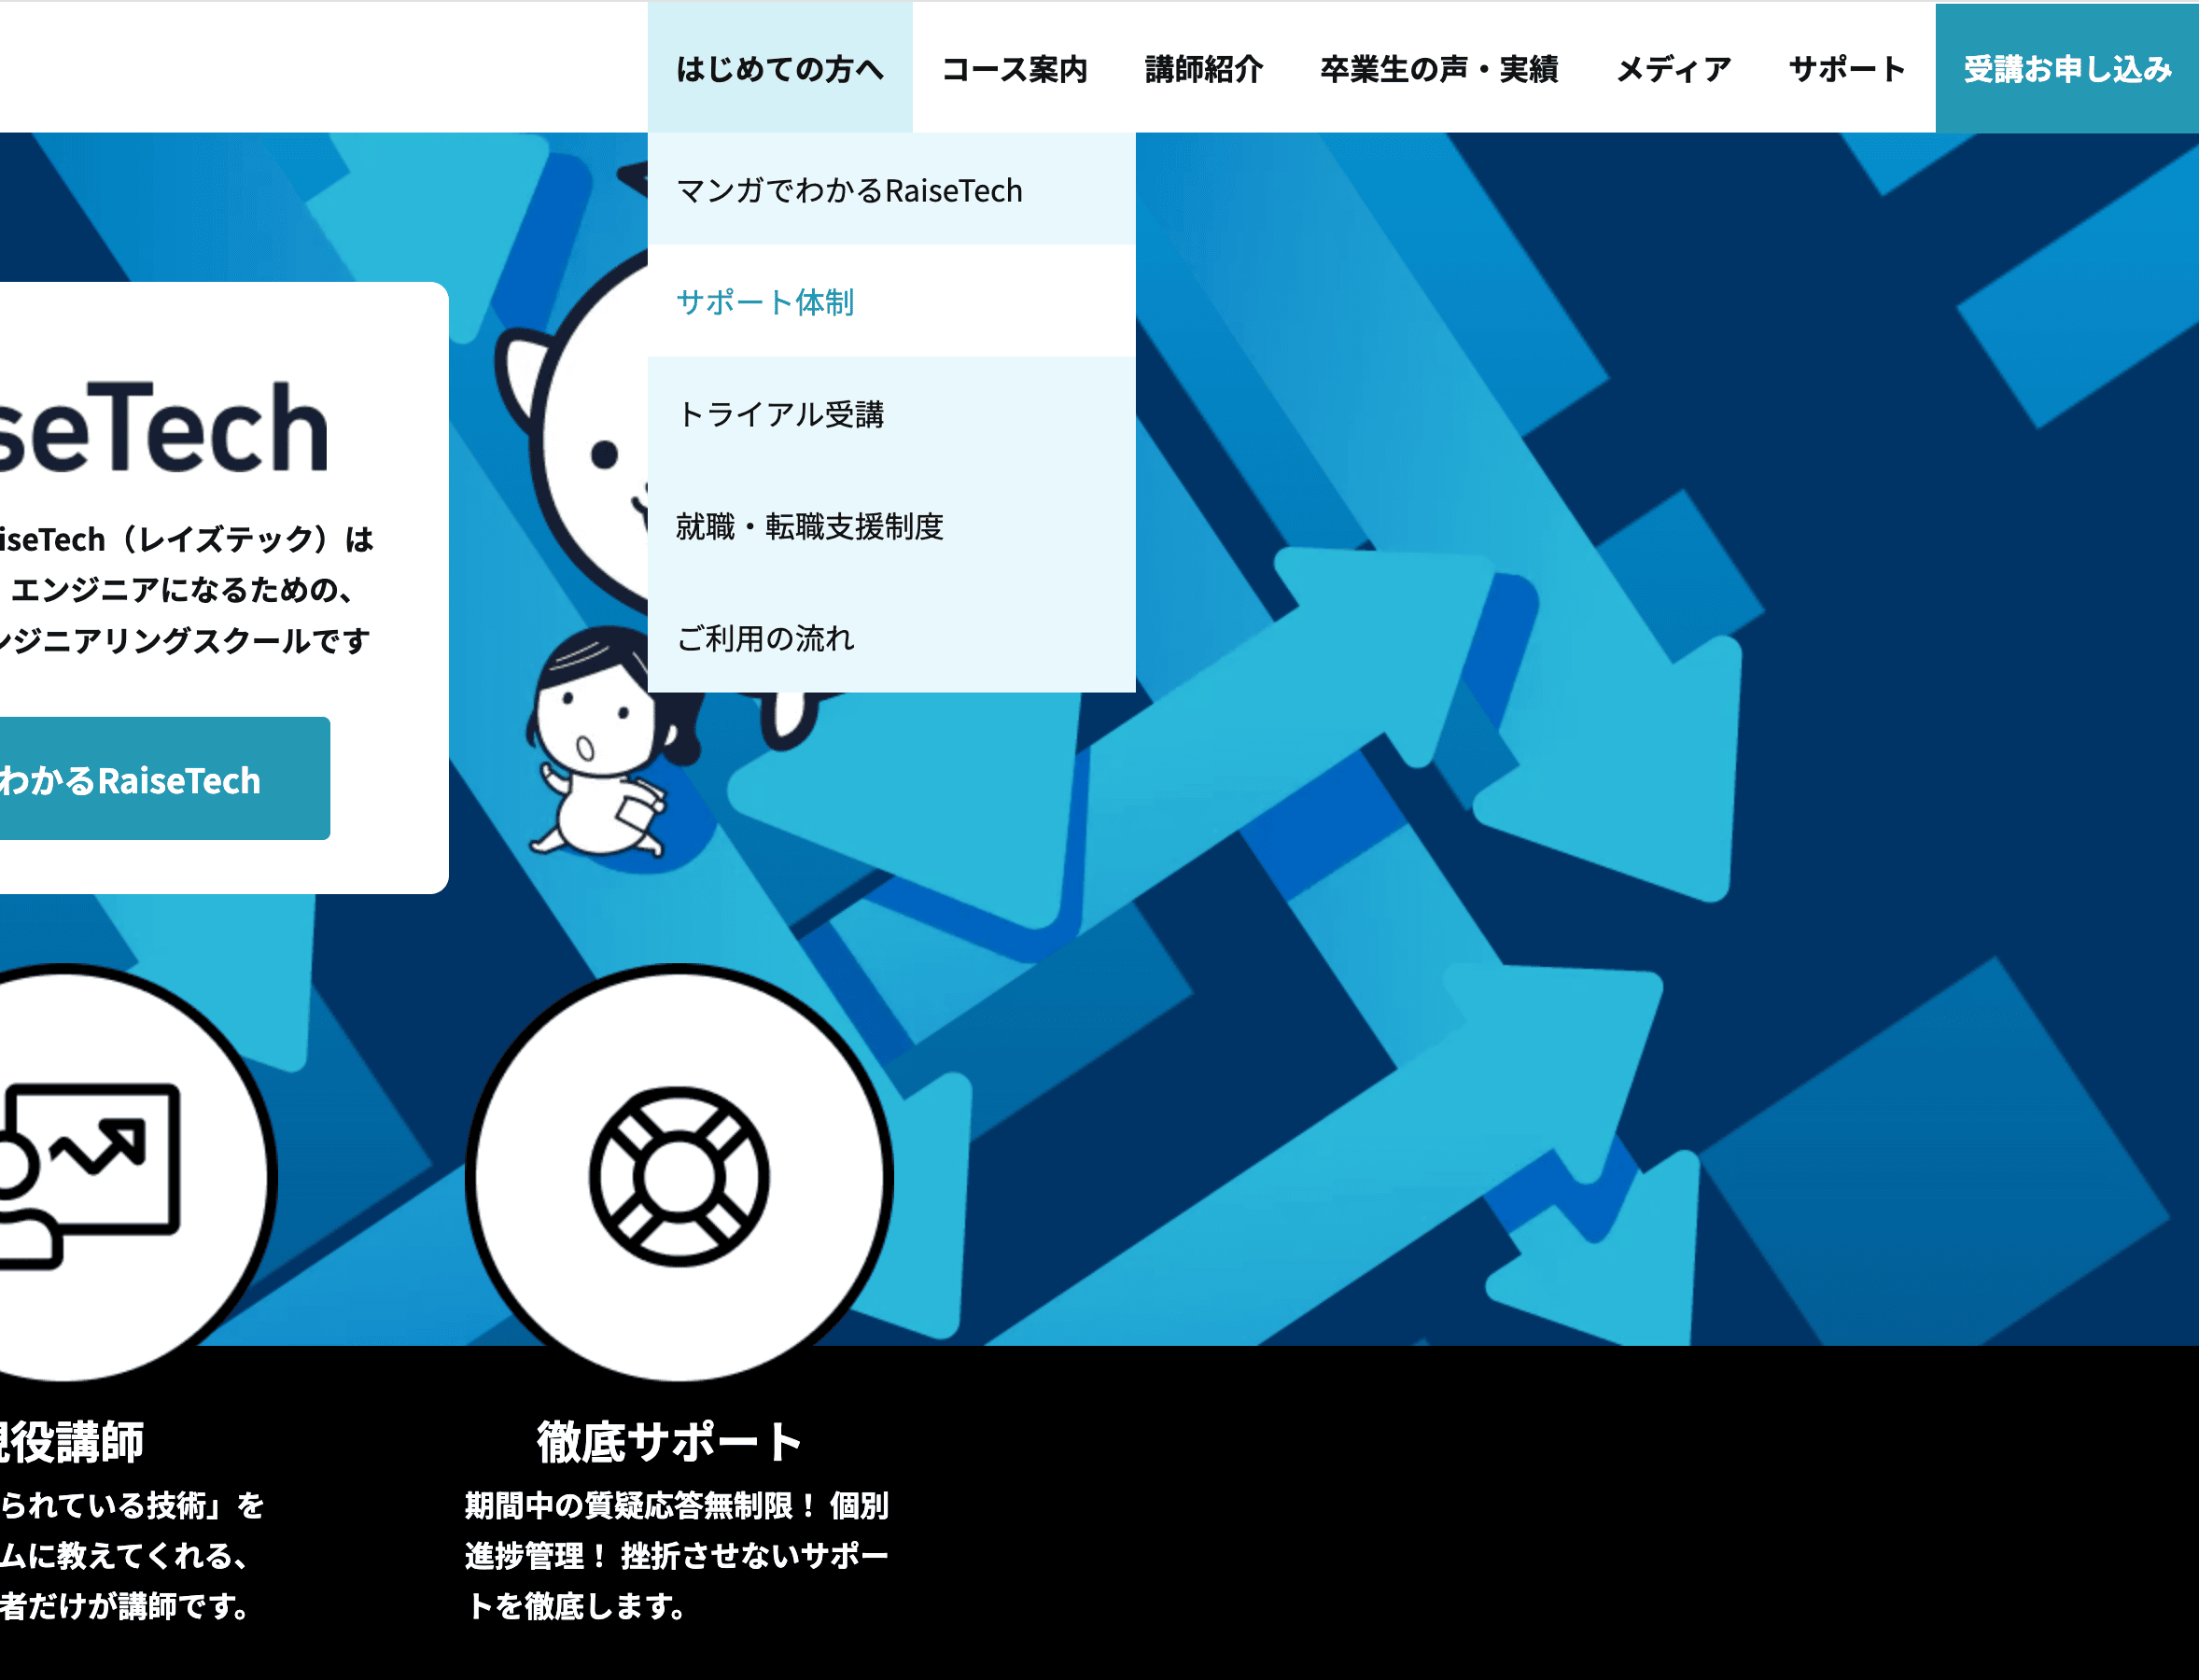 はじめての方へ コース案内 講師紹介 卒業生の声・実績 メディア サポート 受講お申し込み
マンガでわかるRaiseTech
サポート体制
トライアル受講
就職・転職支援制度
ご利用の流れ
seTech
iseTech（レイズテック）は
エンジニアになるための、
ンジニアリングスクールです
わかるRaiseTech
現役講師
られている技術」を
ムに教えてくれる、
者だけが講師です。
徹底サポート
期間中の質疑応答無制限！ 個別
進捗管理！ 挫折させないサポー
トを徹底します。